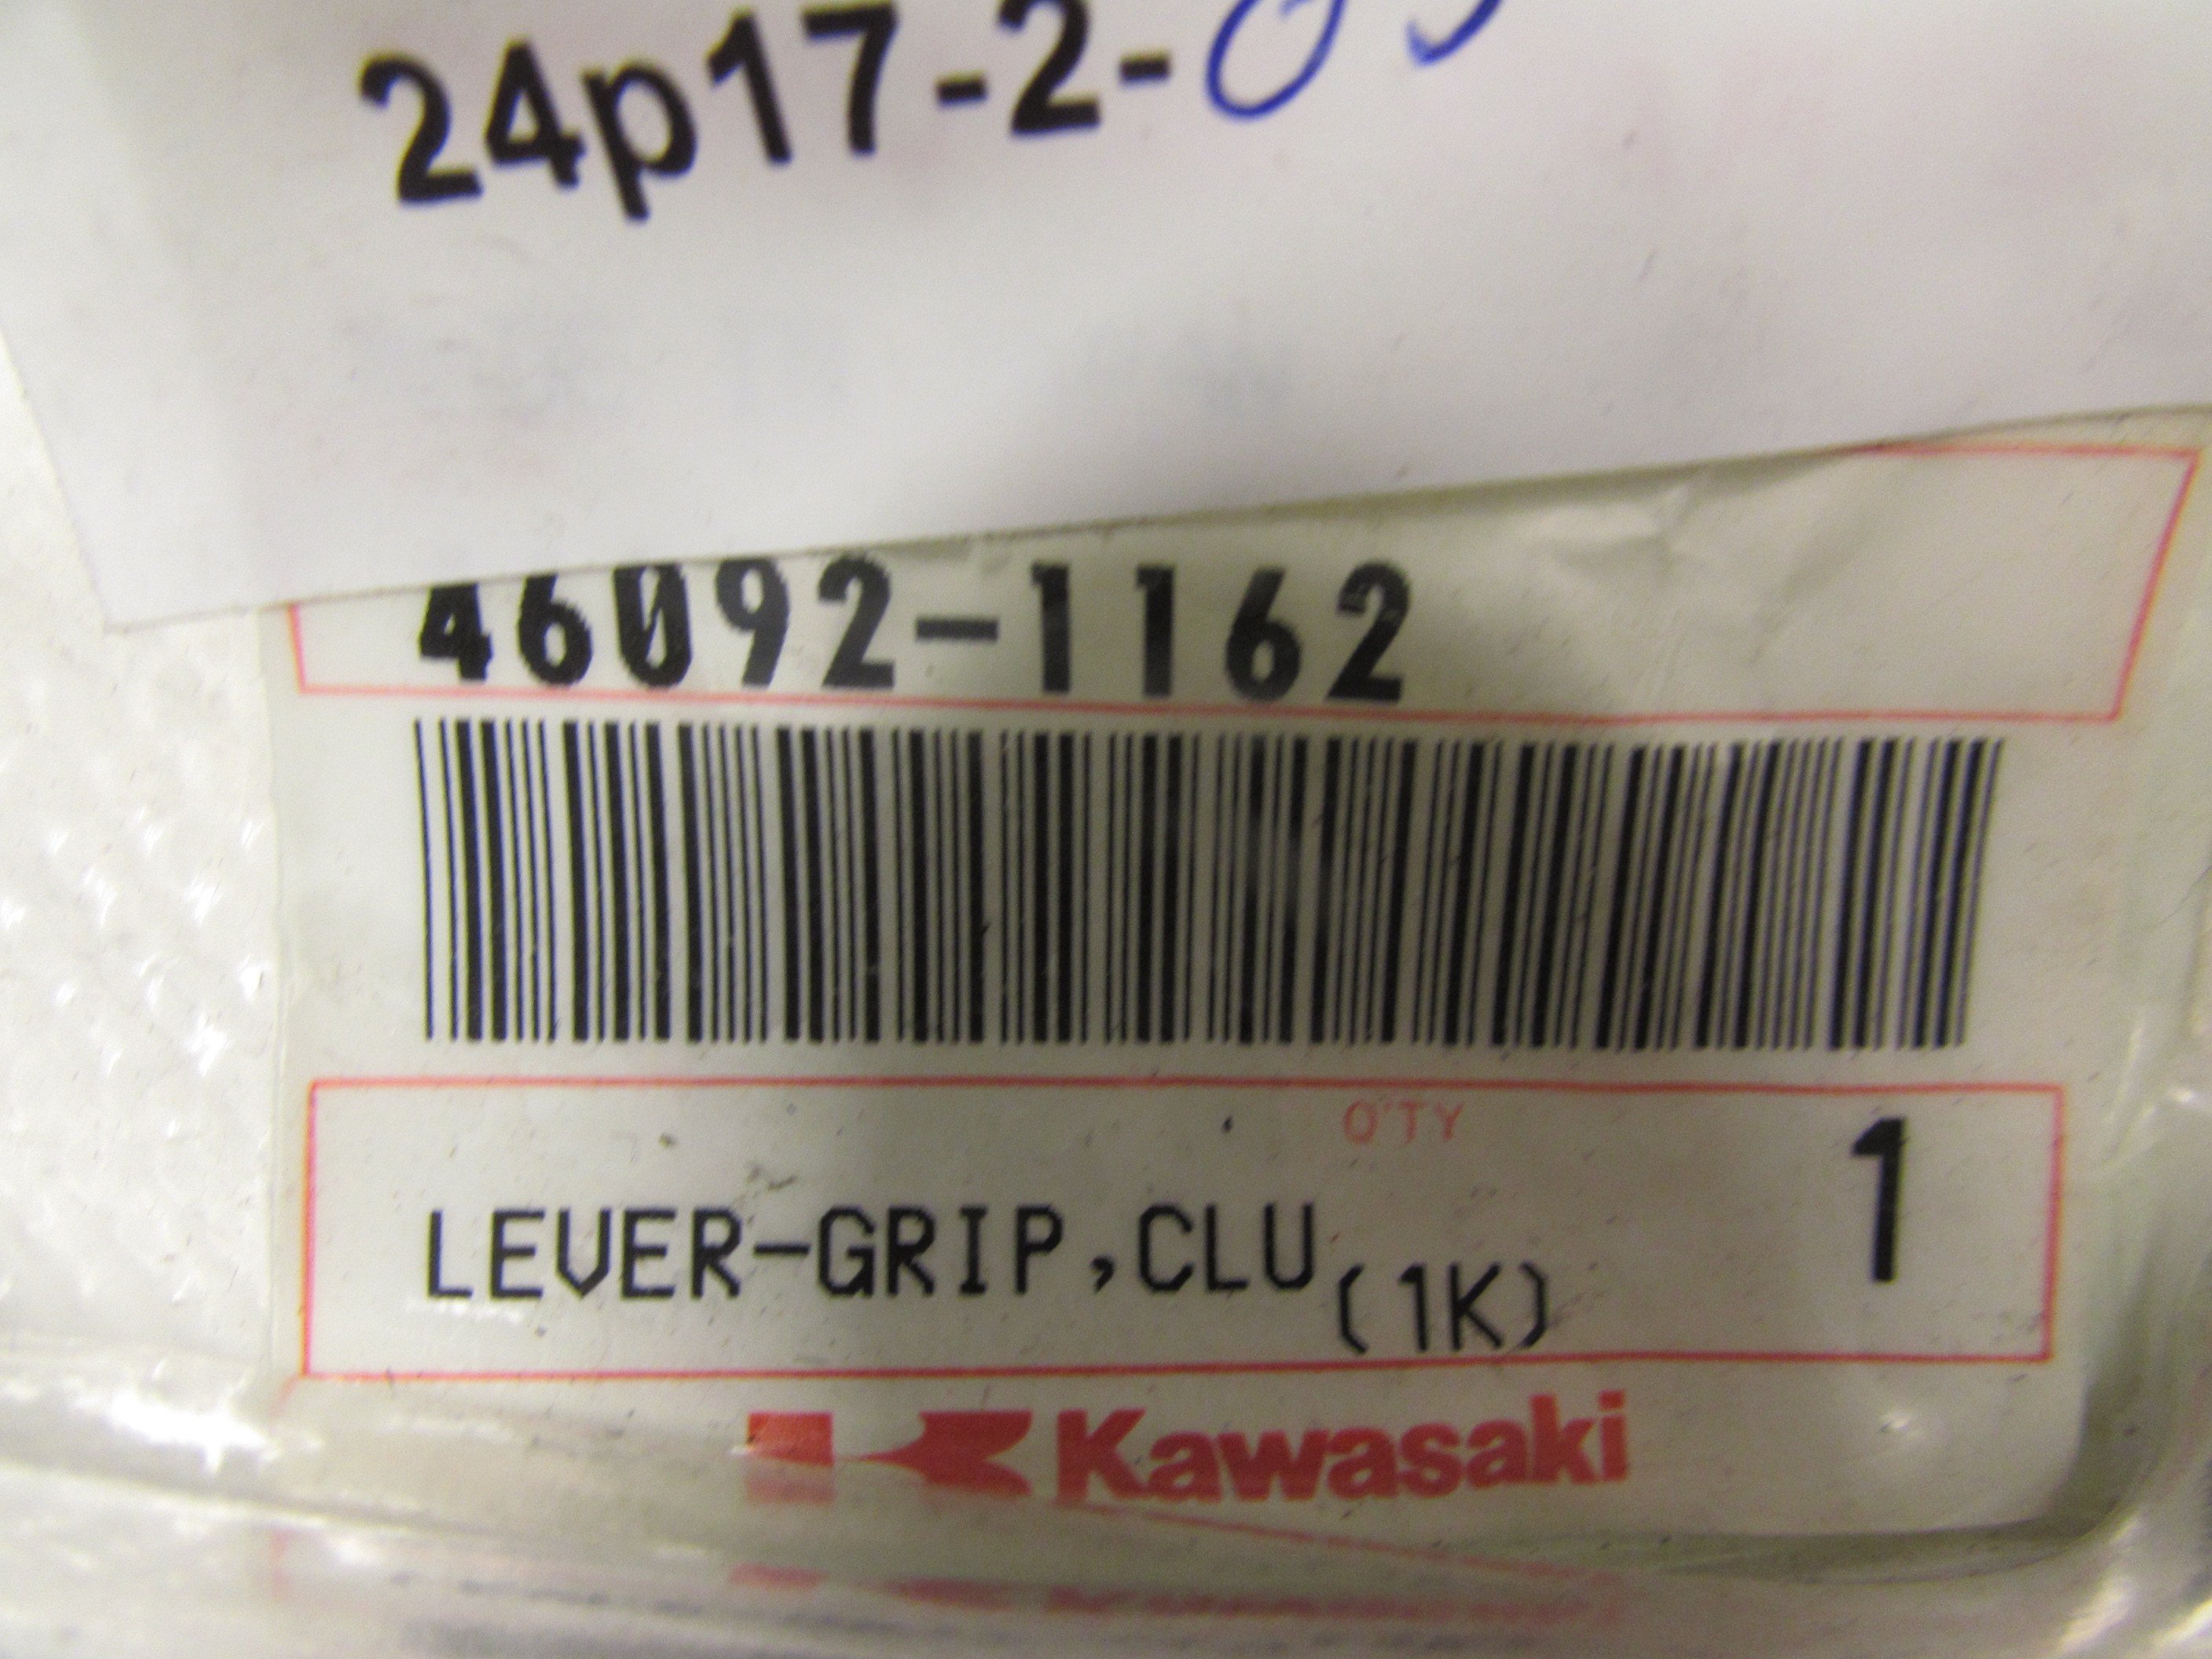 24p17-2-
46092-1162
Q'TY
1
LEVER-GRIP,CLU
(1K)
Kawasaki